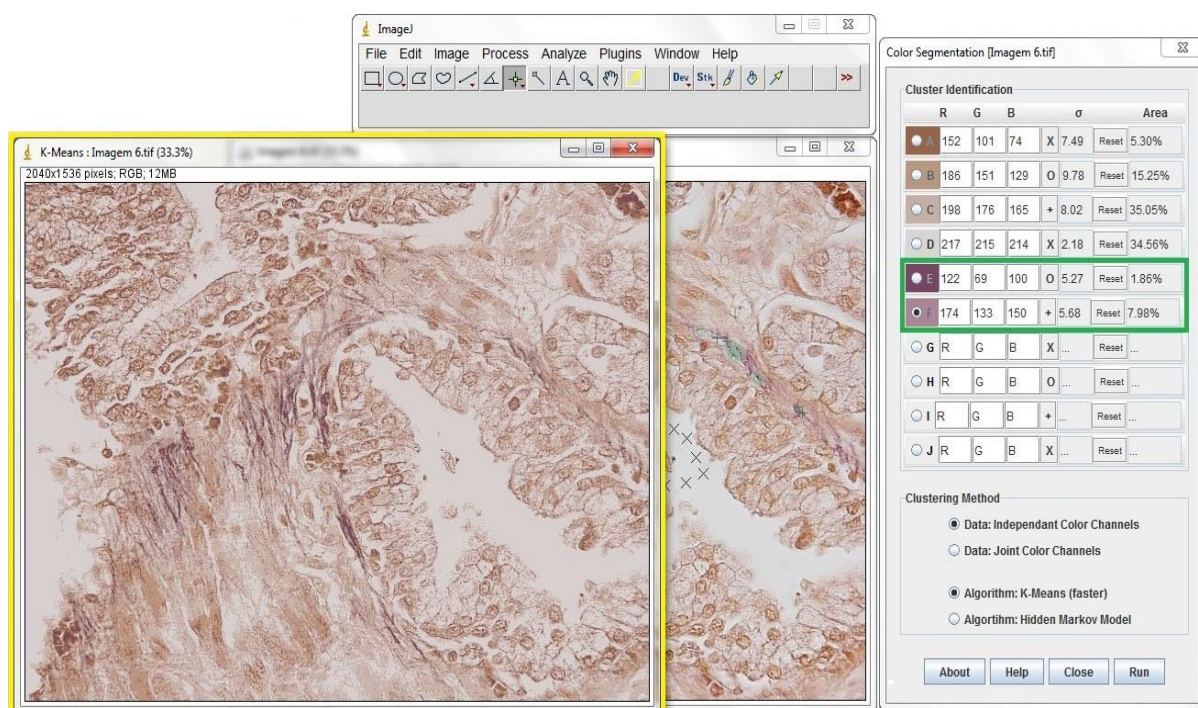 ImageJ
File Edit Image Process Analyze Plugins Window Help
A Dev Stk >>
K-Means : Imagem 6.tif (33.3%)
2040x1536 pixels; RGB; 12MB
Color Segmentation [Imagem 6.tif]
Cluster Identification
R G B σ Area
A 152 101 74 X 7.49 Reset 5.30%
B 186 151 129 O 9.78 Reset 15.25%
C 198 176 165 + 8.02 Reset 35.05%
D 217 215 214 X 2.18 Reset 34.56%
E 122 69 100 O 5.27 Reset 1.86%
F 174 133 150 + 5.68 Reset 7.98%
G R G B X ... Reset ...
H R G B O ... Reset ...
I R G B + ... Reset ...
J R G B X ... Reset ...
Clustering Method
Data: Independant Color Channels
Data: Joint Color Channels
Algorithm: K-Means (faster)
Algortihm: Hidden Markov Model
About Help Close Run